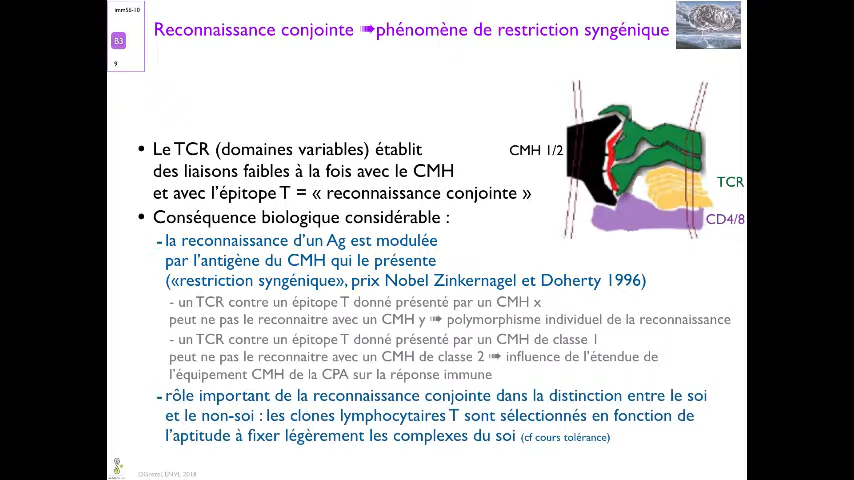 ImmS6-10
B3
9
Reconnaissance conjointe ➠phénomène de restriction syngénique
• Le TCR (domaines variables) établit
des liaisons faibles à la fois avec le CMH
et avec l'épitope T = « reconnaissance conjointe »
CMH 1/2
TCR
CD4/8
• Conséquence biologique considérable :
- la reconnaissance d'un Ag est modulée
par l'antigène du CMH qui le présente
(«restriction syngénique», prix Nobel Zinkernagel et Doherty 1996)
- un TCR contre un épitope T donné présenté par un CMH x
peut ne pas le reconnaitre avec un CMH y ➠ polymorphisme individuel de la reconnaissance
- un TCR contre un épitope T donné présenté par un CMH de classe 1
peut ne pas le reconnaitre avec un CMH de classe 2 ➠ influence de l'étendue de
l'équipement CMH de la CPA sur la réponse immune
- rôle important de la reconnaissance conjointe dans la distinction entre le soi
et le non-soi : les clones lymphocytaires T sont sélectionnés en fonction de
l'aptitude à fixer légèrement les complexes du soi (cf cours tolérance)